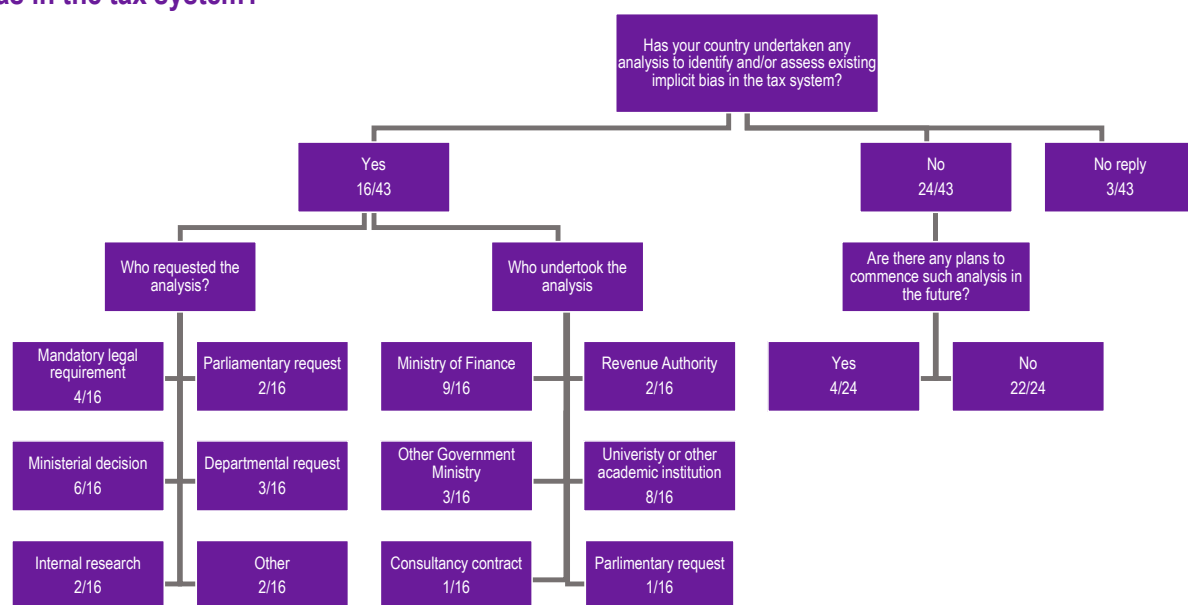 in the tax system?
Has your country undertaken any
analysis to identify and/or assess existing
implicit bias in the tax system?
Yes
16/43
No
24/43
No reply
3/43
Who requested the
analysis?
Who undertook the
analysis
Are there any plans to
commence such analysis in
the future?
Mandatory legal
requirement
4/16
Parliamentary request
2/16
Ministry of Finance
9/16
Revenue Authority
2/16
Yes
4/24
No
22/24
Ministerial decision
6/16
Departmental request
3/16
Other Government
Ministry
3/16
Univeristy or other
academic institution
8/16
Internal research
2/16
Other
2/16
Consultancy contract
1/16
Parlimentary request
1/16